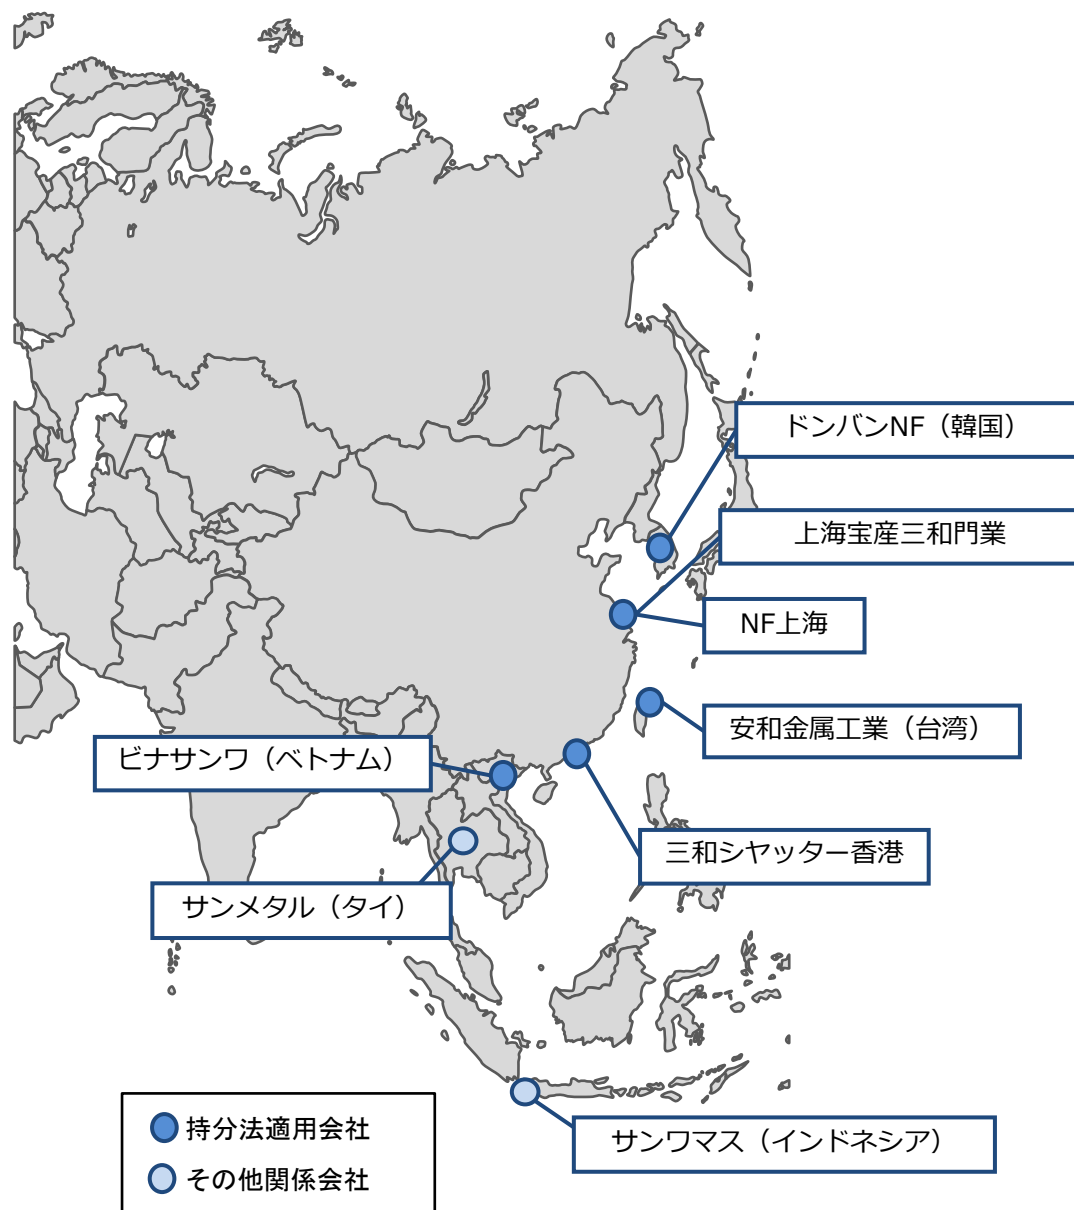 ドンバンNF（韓国）
上海宝産三和門業
NF上海
安和金属工業（台湾）
ビナサンワ（ベトナム）
三和シヤッター香港
サンメタル（タイ）
サンワマス（インドネシア）
持分法適用会社
その他関係会社